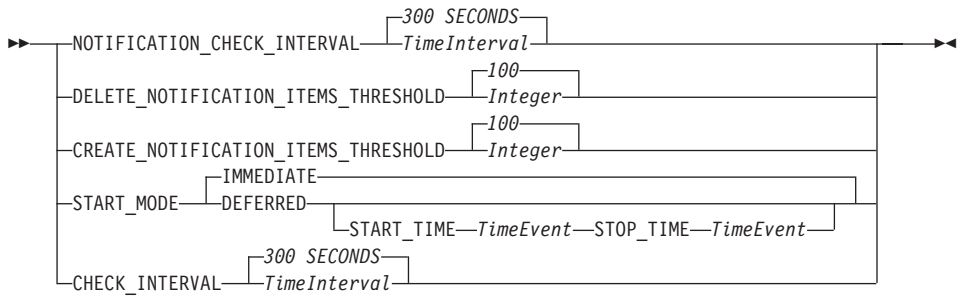 300 SECONDS
NOTIFICATION_CHECK_INTERVAL TimeInterval
100
DELETE_NOTIFICATION_ITEMS_THRESHOLD Integer
100
CREATE_NOTIFICATION_ITEMS_THRESHOLD Integer
IMMEDIATE
START_MODE DEFERRED
START_TIME TimeEvent STOP_TIME TimeEvent
300 SECONDS
CHECK_INTERVAL TimeInterval